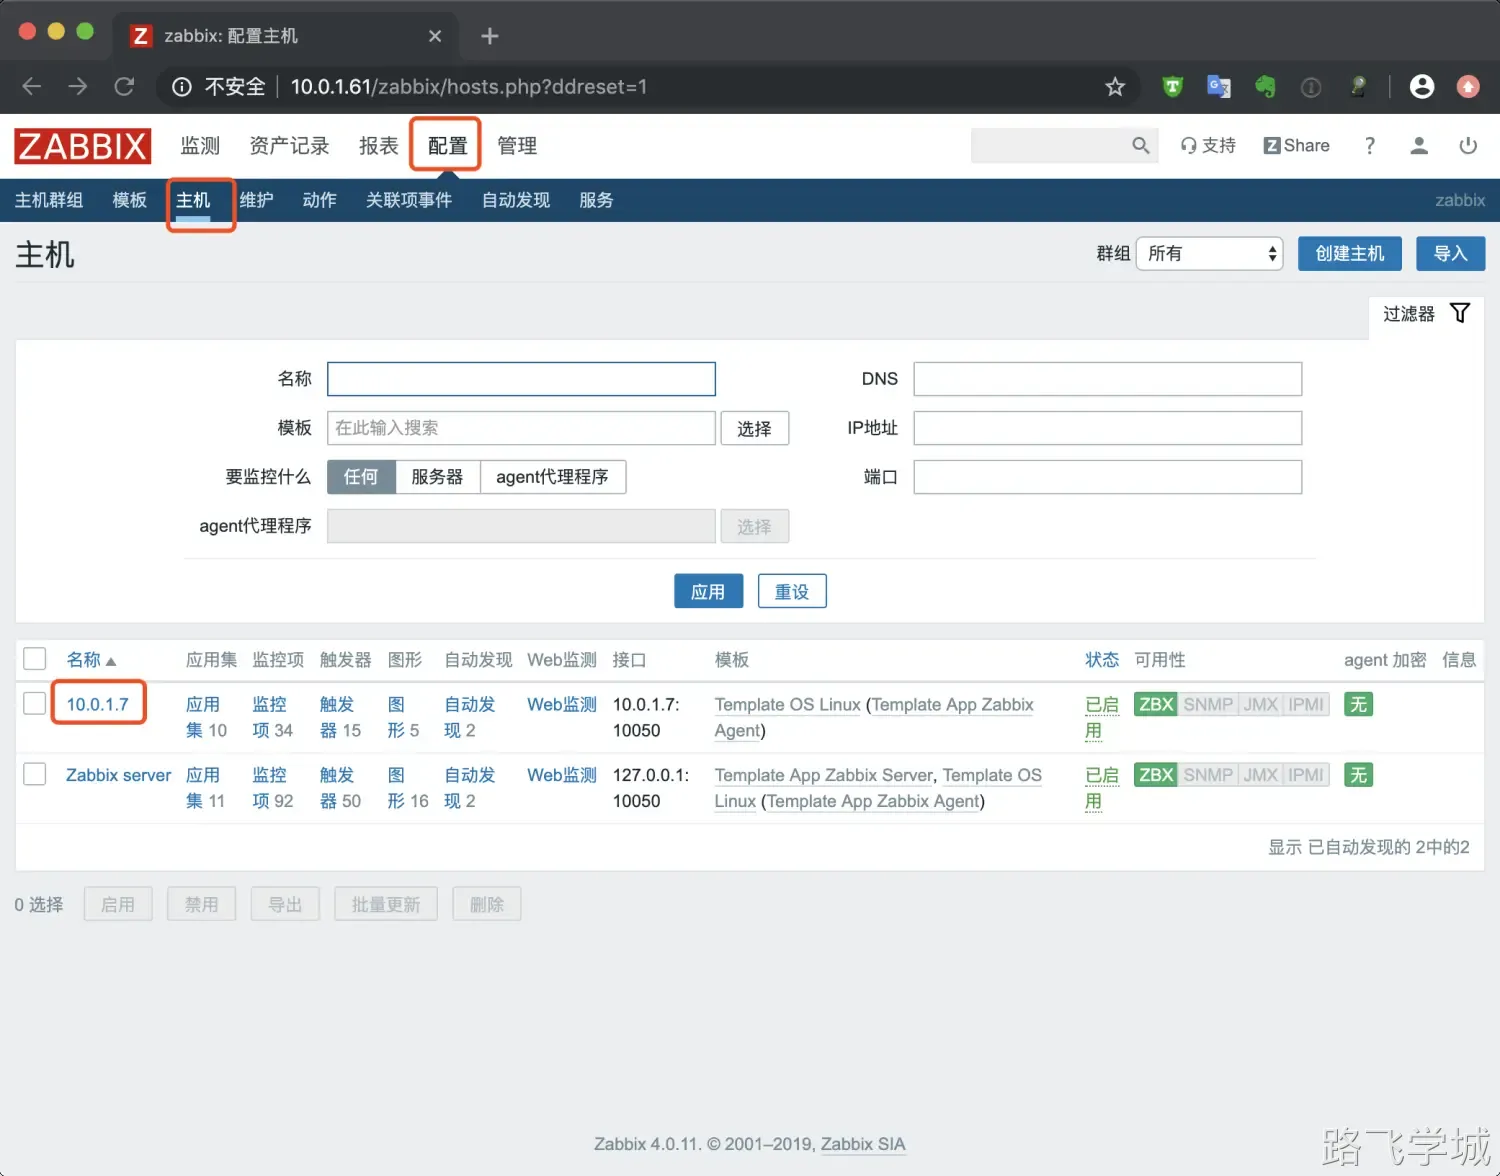 zabbix: 配置主机
不安全 10.0.1.61/zabbix/hosts.php?ddreset=1
ZABBIX 监测 资产记录 报表 配置 管理 支持 Z Share ?
主机群组 模板 主机 维护 动作 关联项事件 自动发现 服务 zabbix
主机 群组 所有 创建主机 导入
过滤器
名称 DNS
模板 在此输入搜索 选择 IP地址
要监控什么 任何 服务器 agent代理程序 端口
agent代理程序 选择
应用 重设
名称 应用集 监控项 触发器 图形 自动发现 Web监测 接口 模板 状态 可用性 agent 加密 信息
10.0.1.7 应用 监控 触发 图 自动发 Web监测 10.0.1.7: Template OS Linux (Template App Zabbix 已启 ZBX SNMP JMX IPMI 无
集 10 项 34 器 15 形 5 现 2 10050 Agent) 用
Zabbix server 应用 监控 触发 图 自动发 Web监测 127.0.0.1: Template App Zabbix Server, Template OS 已启 ZBX SNMP JMX IPMI 无
集 11 项 92 器 50 形 16 现 2 10050 Linux (Template App Zabbix Agent) 用
显示 已自动发现的 2中的2
0 选择 启用 禁用 导出 批量更新 删除
Zabbix 4.0.11. © 2001–2019, Zabbix SIA
路飞学城